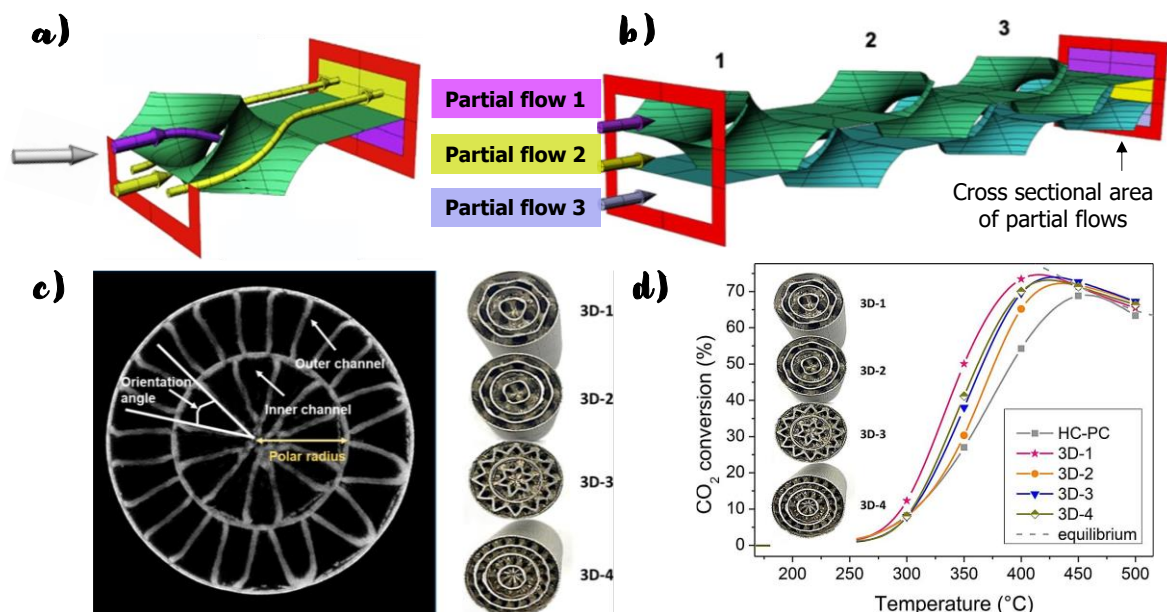 a)
Partial flow 1
Partial flow 2
Partial flow 3
b)
1
2
3
Cross sectional area
of partial flows
c)
Orientation
angle
Outer channel
Inner channel
Polar radius
3D-1
3D-2
3D-3
3D-4
d)
CO₂ conversion (%)
70
65
60
50
40
30
20
10
0
3D-1
3D-2
3D-3
3D-4
HC-PC
3D-1
3D-2
3D-3
3D-4
equilibrium
200
250
300
350
400
450
500
Temperature (°C)